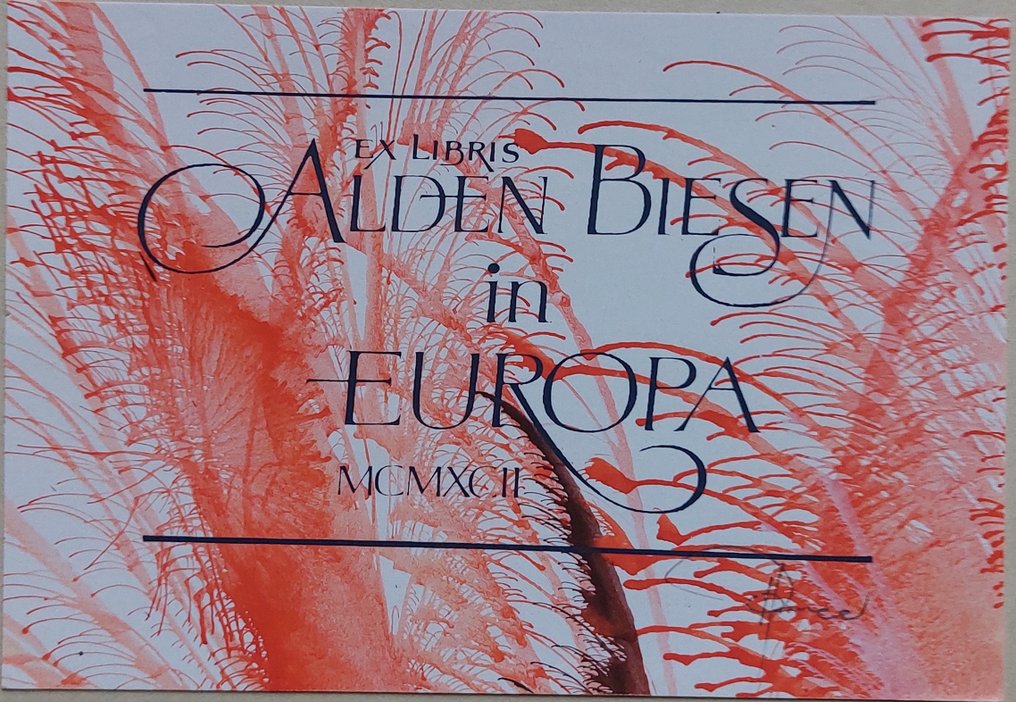 EX LIBRIS
ALDEN BIESEN
in
EUROPA
MCMXCII